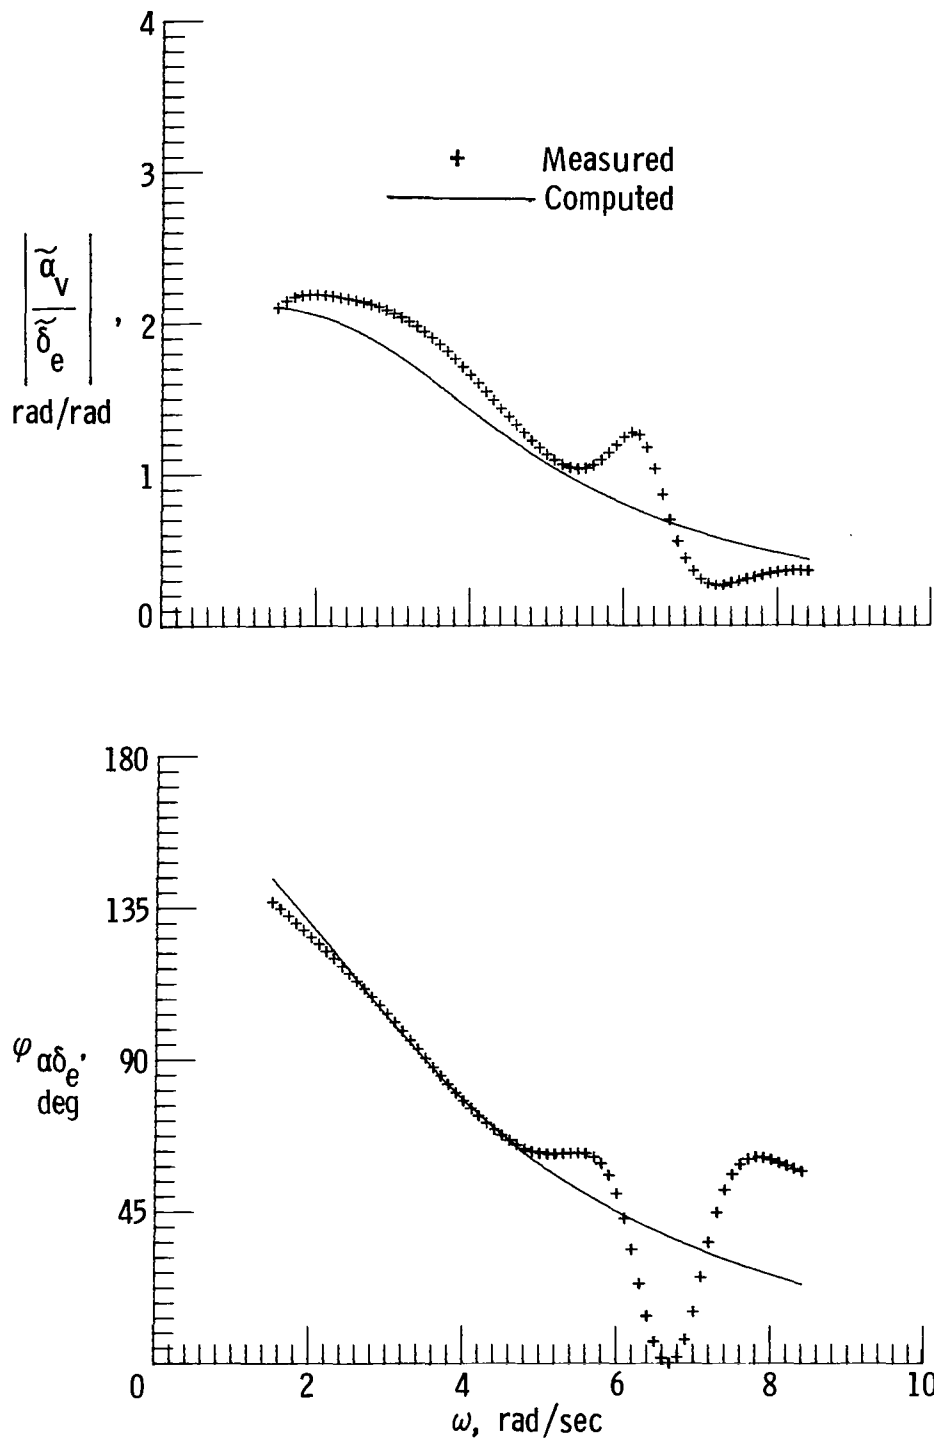 4
3
2
1
0
+ Measured
Computed
α̃v
δ̃e
,
rad/rad
180
135
90
45
φαδe,
deg
0 2 4 6 8 10
ω, rad/sec